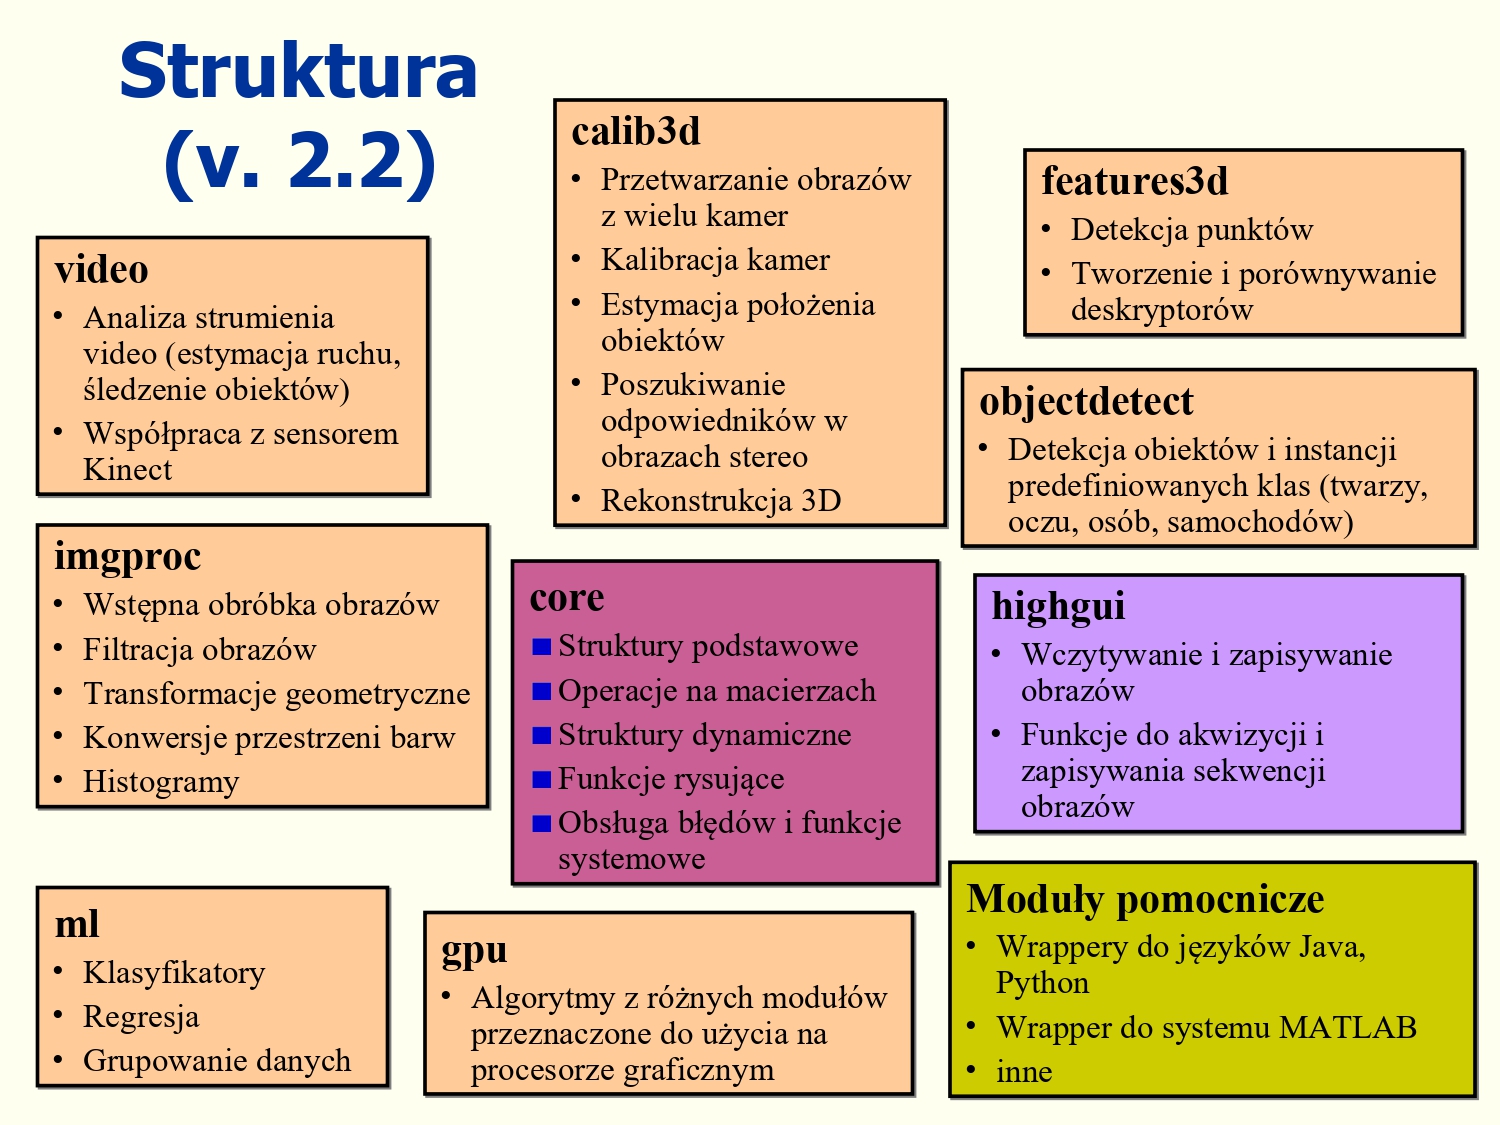 Struktura
(v. 2.2)
video
• Analiza strumienia
video (estymacja ruchu,
śledzenie obiektów)
• Współpraca z sensorem
Kinect
calib3d
• Przetwarzanie obrazów
z wielu kamer
• Kalibracja kamer
• Estymacja położenia
obiektów
• Poszukiwanie
odpowiedników w
obrazach stereo
• Rekonstrukcja 3D
features3d
• Detekcja punktów
• Tworzenie i porównywanie
deskryptorów
objectdetect
• Detekcja obiektów i instancji
predefiniowanych klas (twarzy,
oczu, osób, samochodów)
imgproc
• Wstępna obróbka obrazów
• Filtracja obrazów
• Transformacje geometryczne
• Konwersje przestrzeni barw
• Histogramy
core
■ Struktury podstawowe
■ Operacje na macierzach
■ Struktury dynamiczne
■ Funkcje rysujące
■ Obsługa błędów i funkcje
systemowe
highgui
• Wczytywanie i zapisywanie
obrazów
• Funkcje do akwizycji i
zapisywania sekwencji
obrazów
ml
• Klasyfikatory
• Regresja
• Grupowanie danych
gpu
• Algorytmy z różnych modułów
przeznaczone do użycia na
procesorze graficznym
Moduły pomocnicze
• Wrappery do języków Java,
Python
• Wrapper do systemu MATLAB
• inne